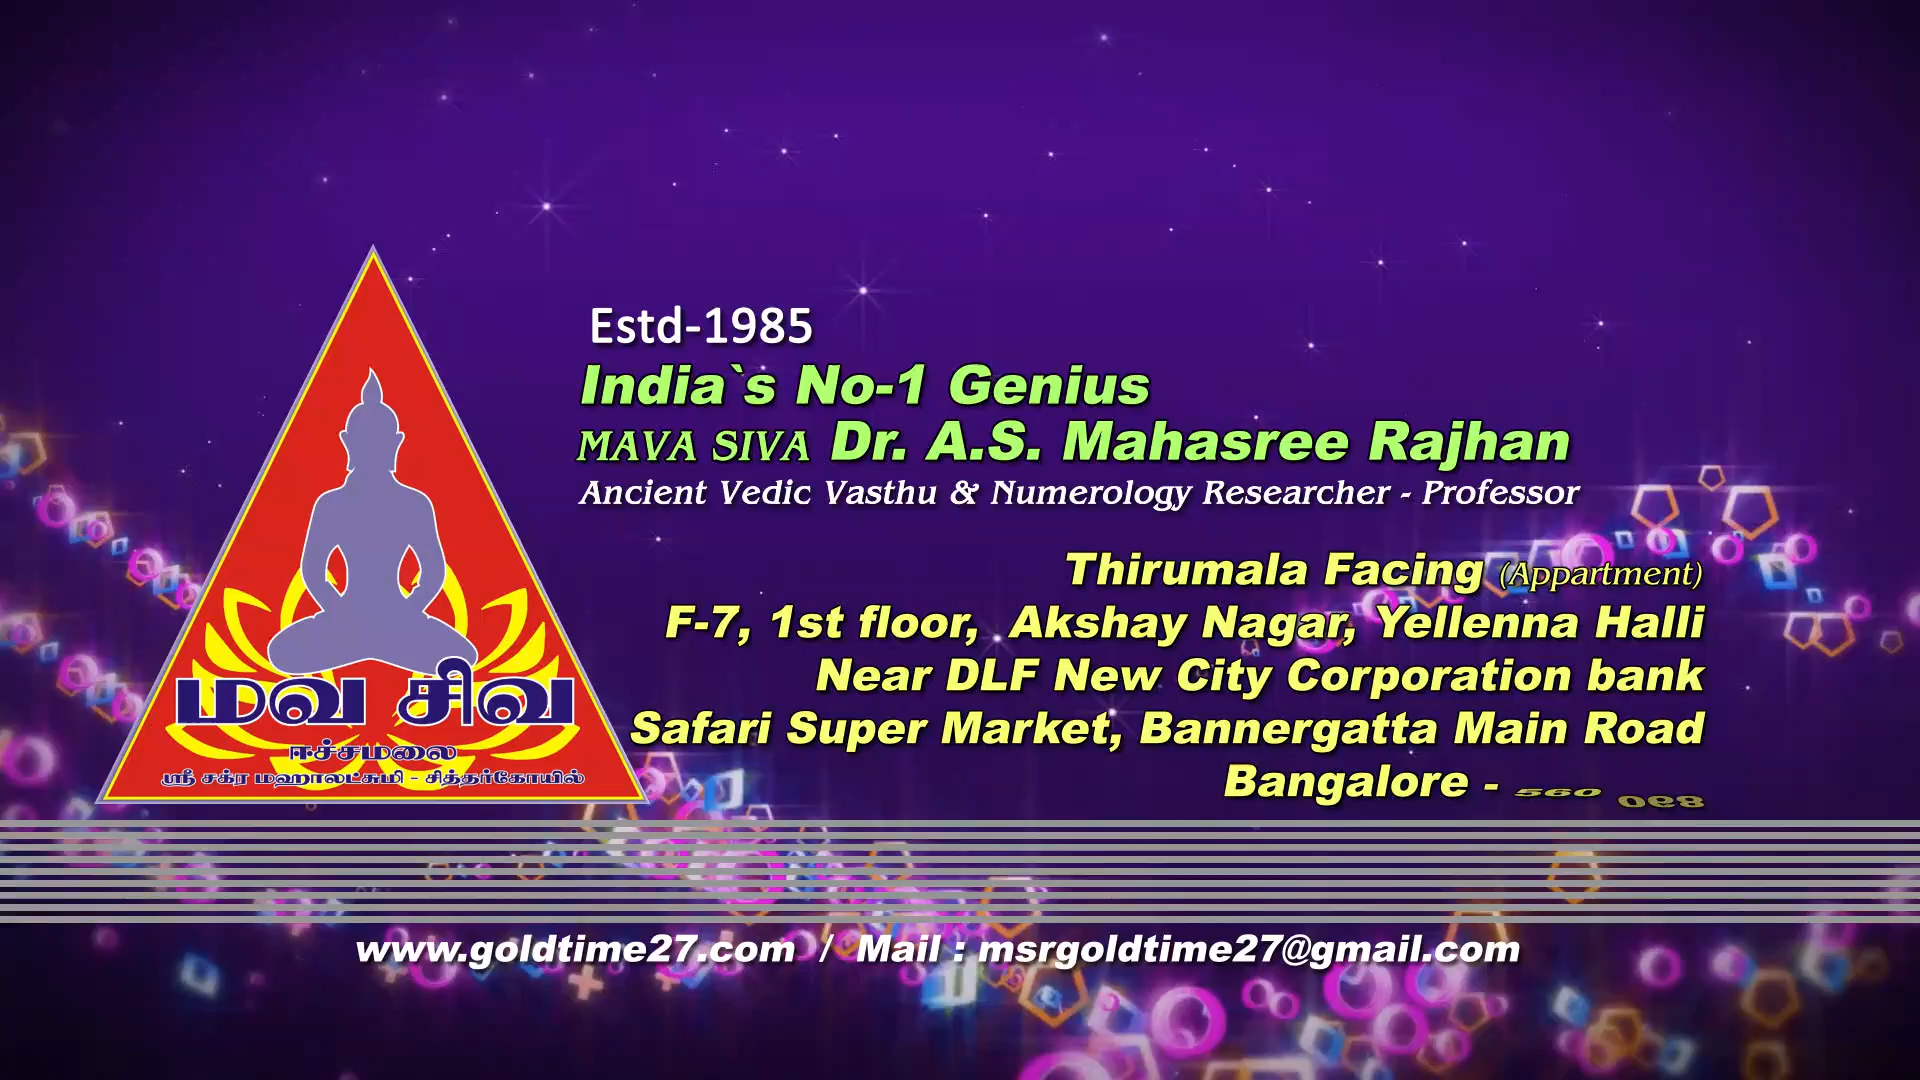 Estd-1985
India`s No-1 Genius
MAVA SIVA Dr. A.S. Mahasree Rajhan
Ancient Vedic Vasthu & Numerology Researcher - Professor
மவ சிவ
ஈச்சமலை
ஸ்ரீ சக்ர மஹாலட்சுமி - சித்தர்கோயில்
Thirumala Facing (Appartment)
F-7, 1st floor, Akshay Nagar, Yellenna Halli
Near DLF New City Corporation bank
Safari Super Market, Bannergatta Main Road
Bangalore - 560
www.goldtime27.com / Mail : msrgoldtime27@gmail.com